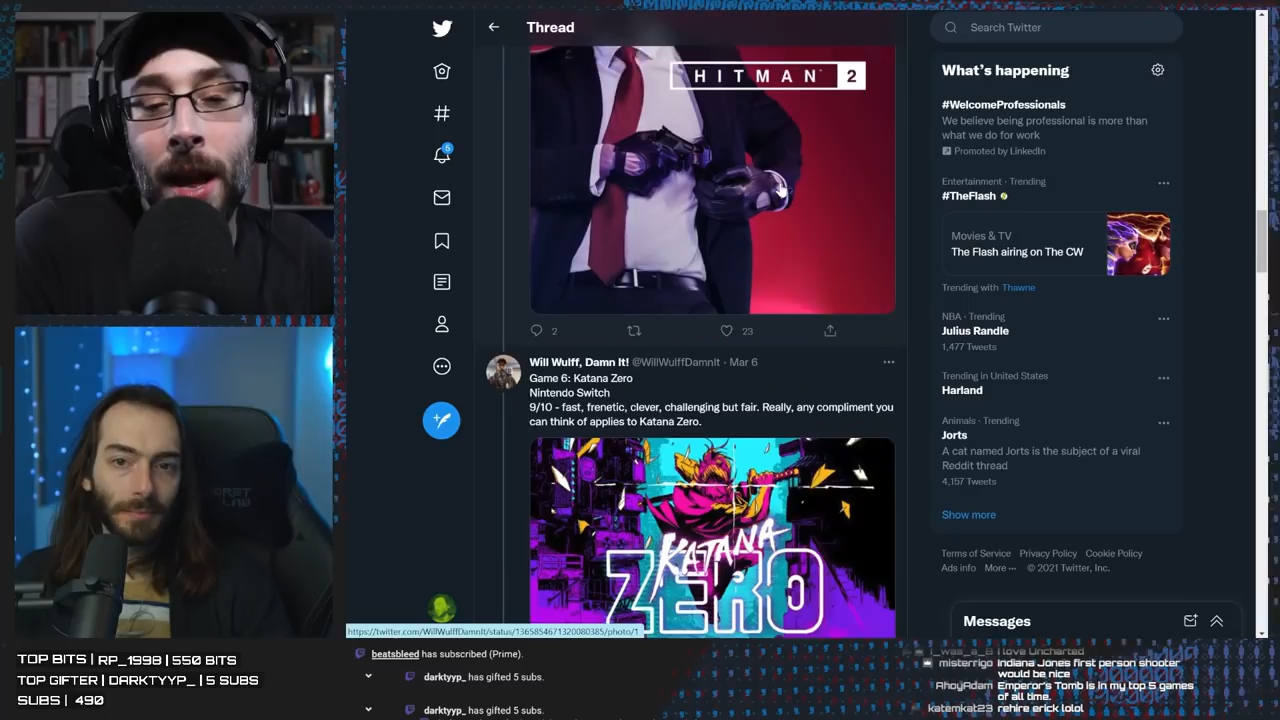 Thread
Search Twitter
HITMAN 2
2
23
Will Wulff, Damn It! @WillWulffDamnIt · Mar 6
Game 6: Katana Zero
Nintendo Switch
9/10 - fast, frenetic, clever, challenging but fair. Really, any compliment you
can think of applies to Katana Zero.
KATANA
ZERO
5
What's happening
#WelcomeProfessionals
We believe being professional is more than
what we do for work
Promoted by LinkedIn
Entertainment · Trending
#TheFlash
Movies & TV
The Flash airing on The CW
Trending with Thawne
NBA · Trending
Julius Randle
1,477 Tweets
Trending in United States
Harland
Animals · Trending
Jorts
A cat named Jorts is the subject of a viral
Reddit thread
4,157 Tweets
Show more
Terms of Service Privacy Policy Cookie Policy
Ads info More ··· © 2021 Twitter, Inc.
Messages
https://twitter.com/WillWulffDamnIt/status/1365854671320080385/photo/1
TOP BITS | RP_1998 | 550 BITS
TOP GIFTER | DARKTYYP_ | 5 SUBS
SUBS | 490
beatsbleed has subscribed (Prime).
darktyyp_ has gifted 5 subs.
darktyyp_ has gifted 5 subs.
I love Uncharted
misterrigo Indiana Jones first person shooter
would be nice
AhoyAdam Emperor's Tomb is in my top 5 games
of all time.
katemkat23 rehire erick lolol